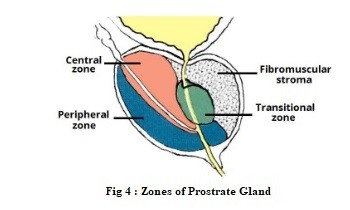 Central
zone
Fibromuscular
stroma
Peripheral
zone
Transitional
zone
Fig 4 : Zones of Prostrate Gland